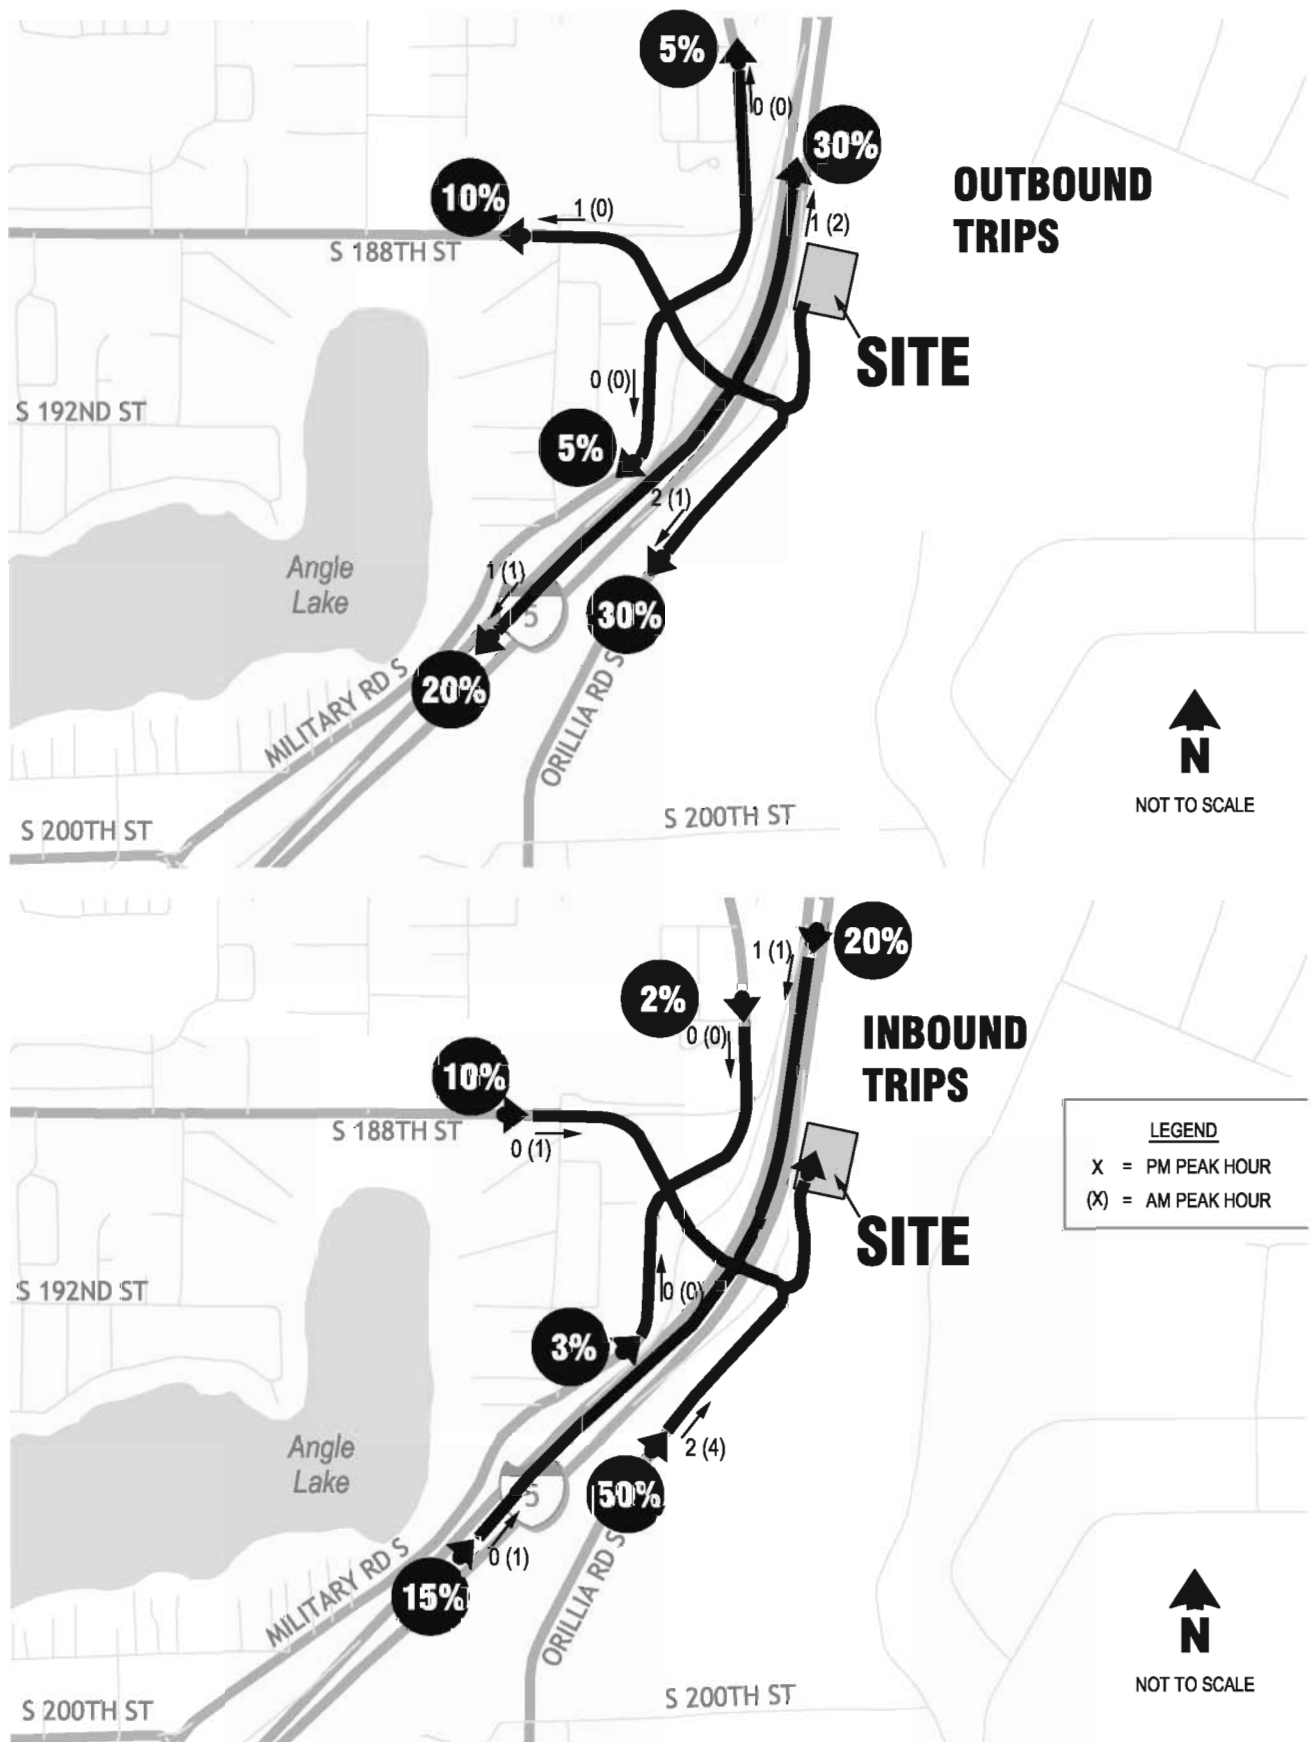 5%
0 (0)
30%
10%
1 (0)
1 (2)
OUTBOUND
TRIPS
S 188TH ST
SITE
0 (0)
S 192ND ST
5%
2 (1)
Angle
Lake
1 (1)
5
30%
20%
MILITARY RD S
ORILLIA RD S
N
NOT TO SCALE
S 200TH ST
S 200TH ST
20%
1 (1)
2%
0 (0)
INBOUND
TRIPS
10%
S 188TH ST
0 (1)
LEGEND
X = PM PEAK HOUR
(X) = AM PEAK HOUR
SITE
S 192ND ST
0 (0)
3%
Angle
Lake
2 (4)
5
50%
0 (1)
15%
MILITARY RD S
ORILLIA RD S
N
NOT TO SCALE
S 200TH ST
S 200TH ST